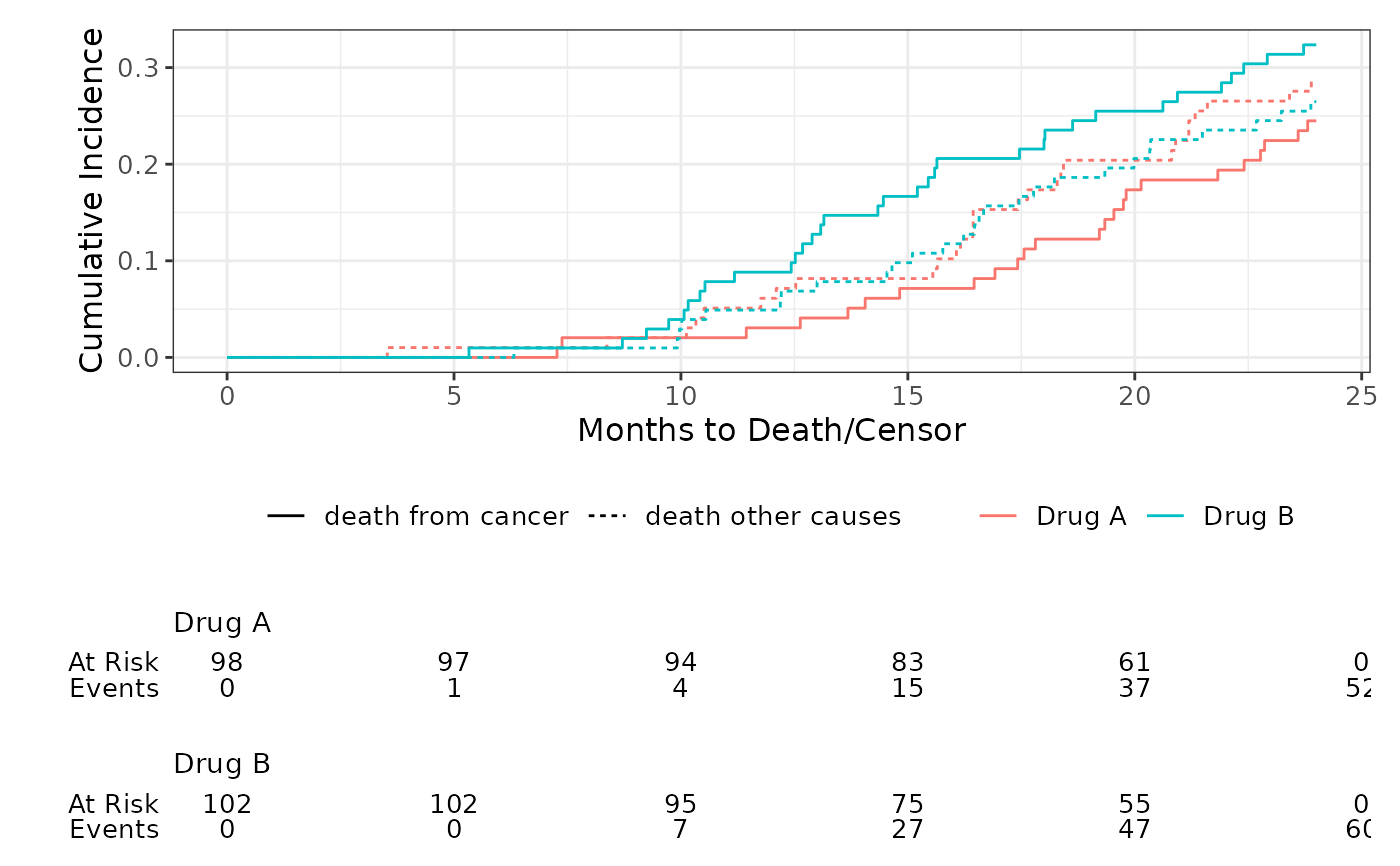 Cumulative Incidence
0.3
0.2
0.1
0.0
0 5 10 15 20 25
Months to Death/Censor
death from cancer death other causes Drug A Drug B
Drug A
At Risk 98 97 94 83 61 0
Events 0 1 4 15 37 52
Drug B
At Risk 102 102 95 75 55 0
Events 0 0 7 27 47 60